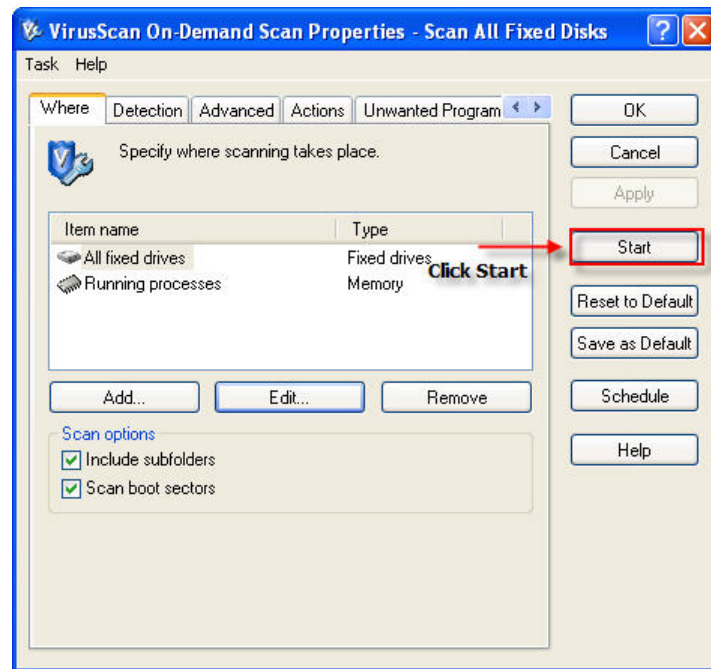 VirusScan On-Demand Scan Properties - Scan All Fixed Disks
Task Help
Where Detection Advanced Actions Unwanted Program
Specify where scanning takes place.
Item name Type
All fixed drives Fixed drives
Running processes Memory
Click Start
Add... Edit... Remove
Scan options
Include subfolders
Scan boot sectors
OK
Cancel
Apply
Start
Reset to Default
Save as Default
Schedule
Help